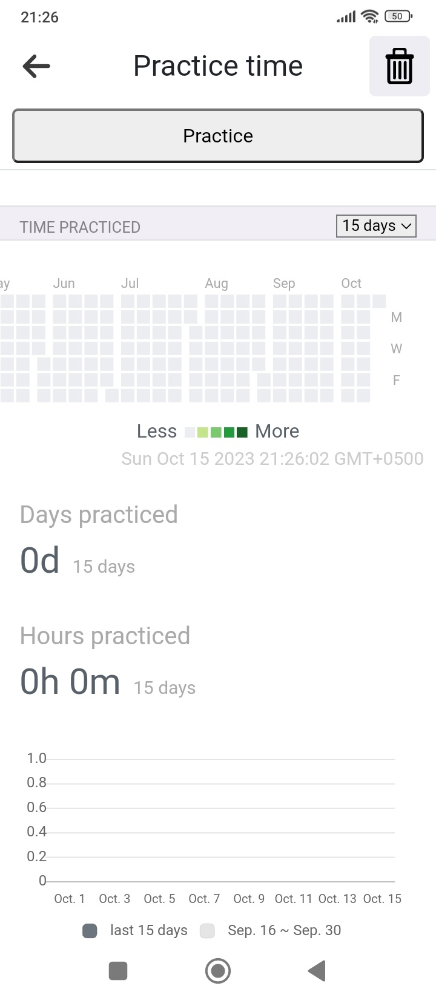 21:26
50
Practice time
Practice
TIME PRACTICED
15 days
ay Jun Jul Aug Sep Oct
M
W
F
Less More
Sun Oct 15 2023 21:26:02 GMT+0500
Days practiced
0d 15 days
Hours practiced
0h 0m 15 days
1.0
0.8
0.6
0.4
0.2
0
Oct. 1 Oct. 3 Oct. 5 Oct. 7 Oct. 9 Oct. 11 Oct. 13 Oct. 15
last 15 days Sep. 16 ~ Sep. 30